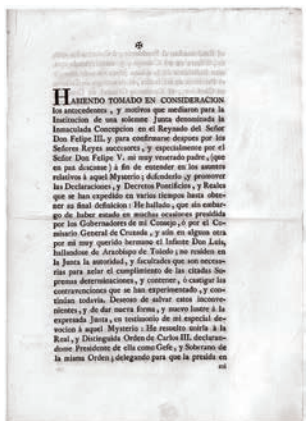 HABIENDO TOMADO EN CONSIDERACION
los antecedentes, y motivos que mediaron para la
Institucion de una solemne Junta denominada la
Inmaculada Concepcion en el Reynado del Señor
Don Felipe III, y para confirmarse despues por los
Señores Reyes succesores, y especialmente por el
Señor Don Felipe V. mi muy venerado padre, (que
en paz descanse) à fin de entender en los asuntos
relativos à aquel Mysterio; defenderlo, y promover
las Declaraciones, y Decretos Pontificios, y Reales
que se han expedido en varios tiempos hasta obte-
ner su final definicion: He hallado, que sin embar-
go de haber estado en muchas ocasiones presidida
por los Gobernadores de mi Consejo, ó por el Co-
misario General de Cruzada, y aún en algun otra
por mi muy querido hermano el Infante Don Luis,
hallandose de Arzobispo de Toledo; no residen en
la Junta la autoridad, y facultades que son necesa-
rias para zelar el cumplimiento de las citadas So-
premas determinaciones, y contener, ò castigar las
contravenciones que se han experimentado, y con-
tinúan todavía. Deseoso de salvar estos inconve-
nientes, y de dar nueva forma, y nuevo lustre á la
expresada Junta, en testimonio de mi especial de-
vocion à aquel Mysterio: He resuelto unirla à la
Real, y Distinguida Orden de Carlos III. declaran-
dome Presidente de ella como Gefe, y Soberano de
la misma Orden; delegando para que la presida en
mi